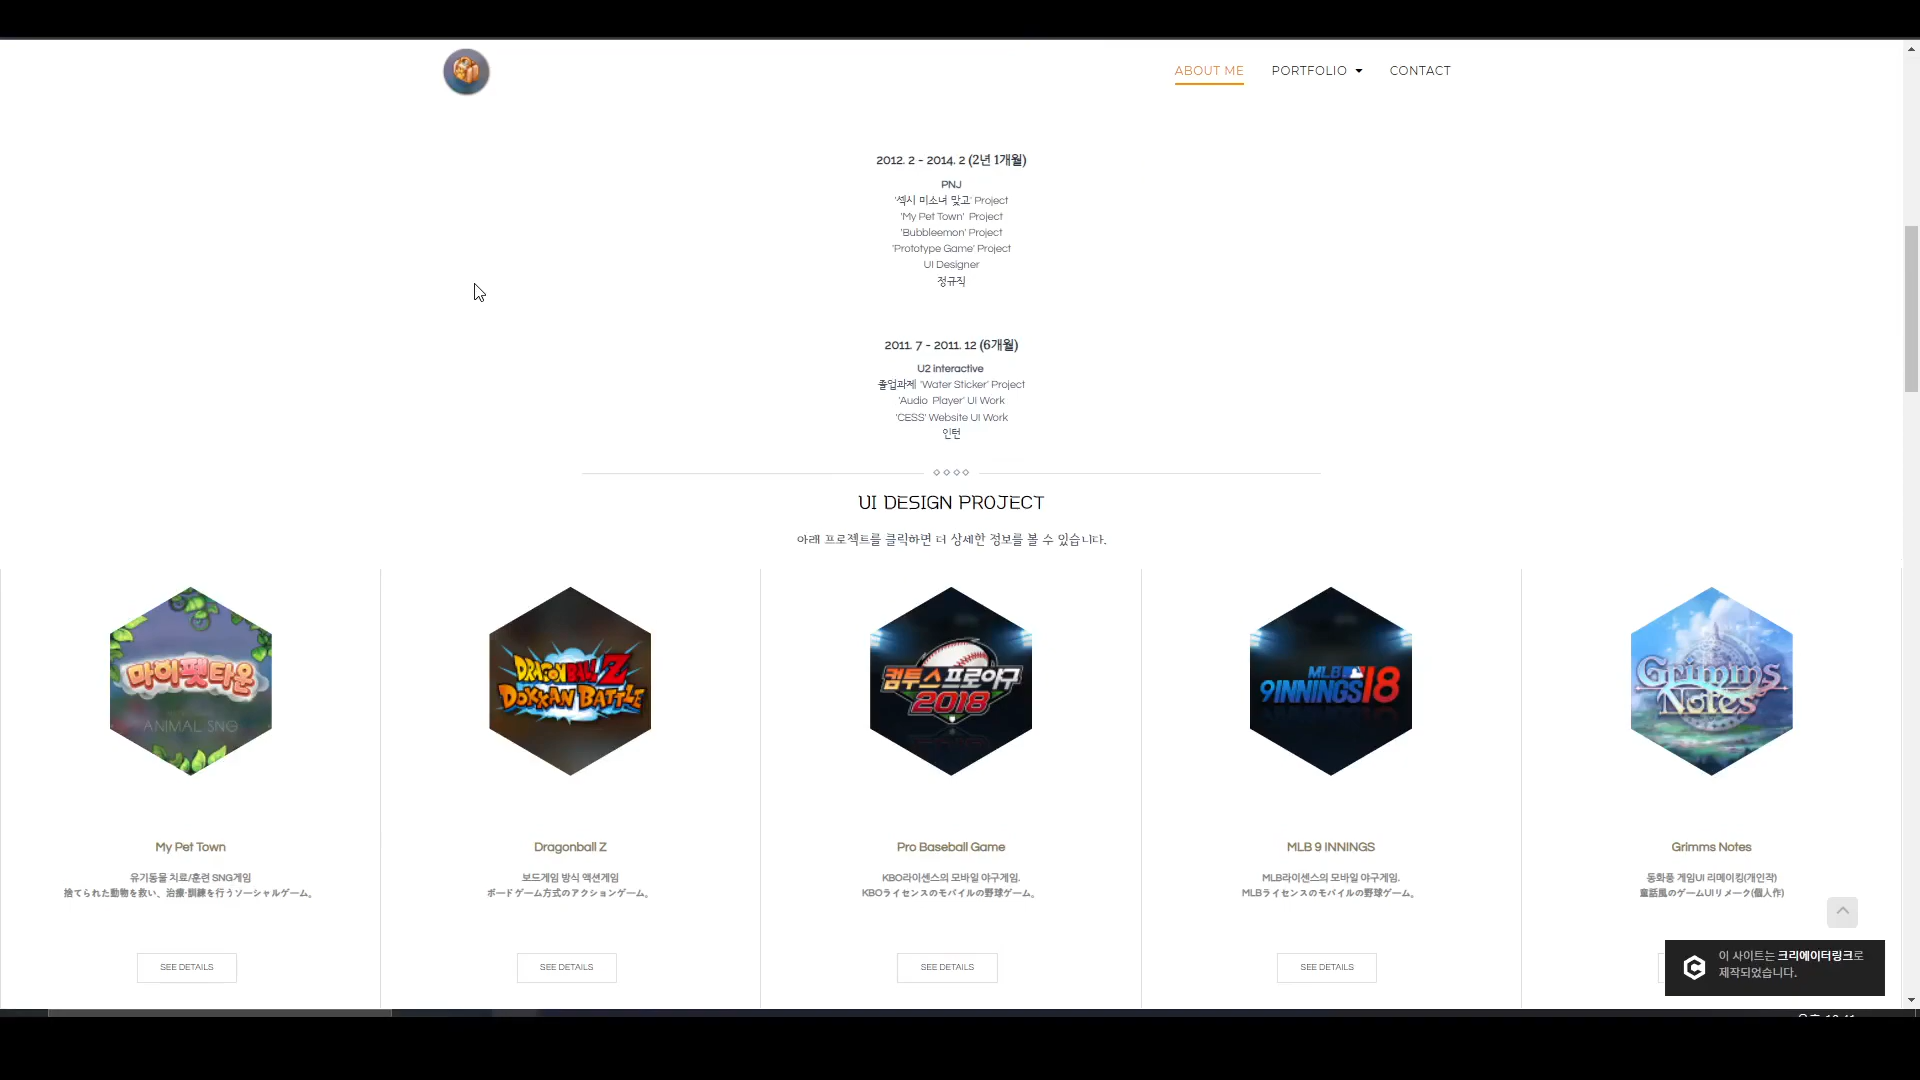 ABOUT ME PORTFOLIO CONTACT
2012. 2 - 2014. 2 (2년 1개월)
PNJ
'섹시 미소녀 맞고' Project
'My Pet Town' Project
'Bubbleemon' Project
'Prototype Game' Project
UI Designer
정규직
2011. 7 - 2011. 12 (6개월)
U2 interactive
졸업과제 'Water Sticker' Project
'Audio Player' UI Work
'CESS' Website UI Work
인턴
UI DESIGN PROJECT
아래 프로젝트를 클릭하면 더 상세한 정보를 볼 수 있습니다.
마이펫타운
ANIMAL SNG
DRAGONBALL Z
DOKKAN BATTLE
컴투스프로야구
2018
MLB
9INNINGS18
Grimms
Notes
My Pet Town
유기동물 치료/훈련 SNG게임
捨てられた動物を救い、治療·訓練を行うソーシャルゲーム。
SEE DETAILS
Dragonball Z
보드게임 방식 액션게임
ボードゲーム方式のアクションゲーム。
SEE DETAILS
Pro Baseball Game
KBO라이센스의 모바일 야구게임.
KBOライセンスのモバイルの野球ゲーム。
SEE DETAILS
MLB 9 INNINGS
MLB라이센스의 모바일 야구게임.
MLBライセンスのモバイルの野球ゲーム。
SEE DETAILS
Grimms Notes
동화풍 게임UI 리메이킹(개인작)
童話風のゲームUIリメーク(個人作)
이 사이트는 크리에이터링크로
제작되었습니다.